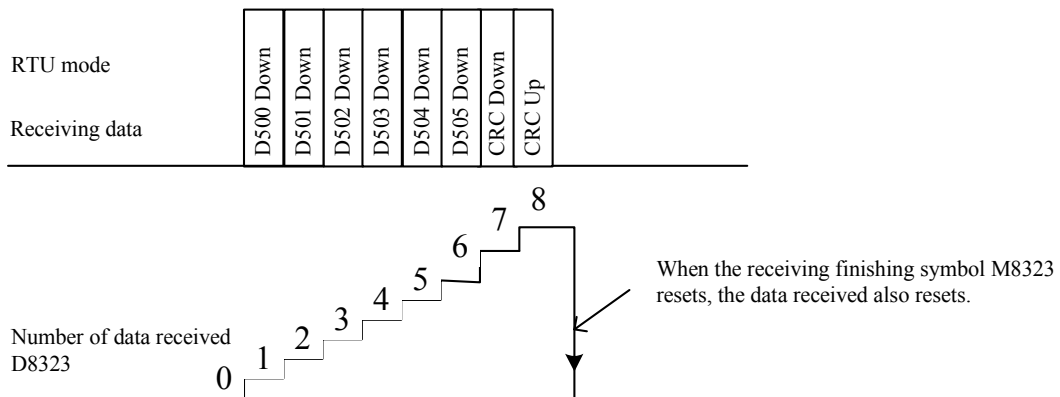 RTU mode
Receiving data
D500 Down
D501 Down
D502 Down
D503 Down
D504 Down
D505 Down
CRC Down
CRC Up
8
7
6
5
4
3
2
1
0
When the receiving finishing symbol M8323
resets, the data received also resets.
Number of data received
D8323